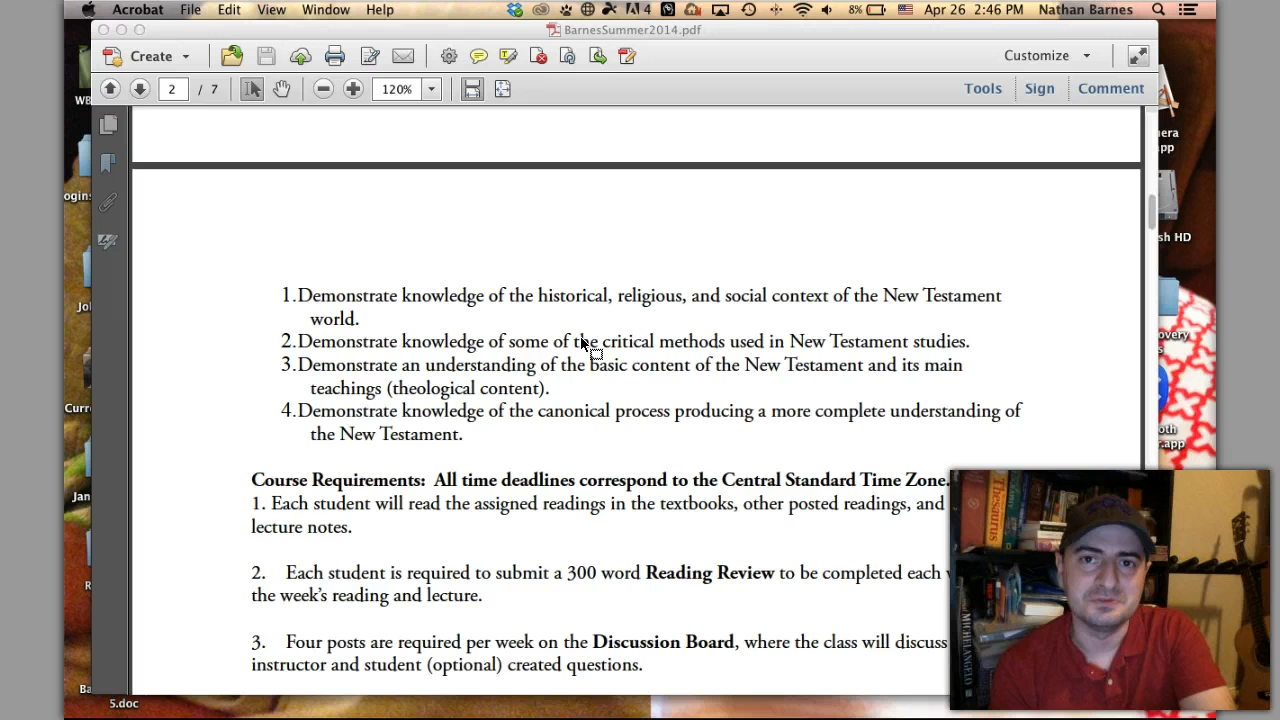 Acrobat File Edit View Window Help 4 8% Apr 26 2:46 PM Nathan Barnes
BarnesSummer2014.pdf
Create Customize
2 / 7 120% Tools Sign Comment
1.Demonstrate knowledge of the historical, religious, and social context of the New Testament
world.
2.Demonstrate knowledge of some of the critical methods used in New Testament studies.
3.Demonstrate an understanding of the basic content of the New Testament and its main
teachings (theological content).
4.Demonstrate knowledge of the canonical process producing a more complete understanding of
the New Testament.
Course Requirements: All time deadlines correspond to the Central Standard Time Zone.
1. Each student will read the assigned readings in the textbooks, other posted readings, and
lecture notes.
2. Each student is required to submit a 300 word Reading Review to be completed each
the week's reading and lecture.
3. Four posts are required per week on the Discussion Board, where the class will discuss
instructor and student (optional) created questions.
5.doc
sh HD
Thesaurus
MICHELANGELO